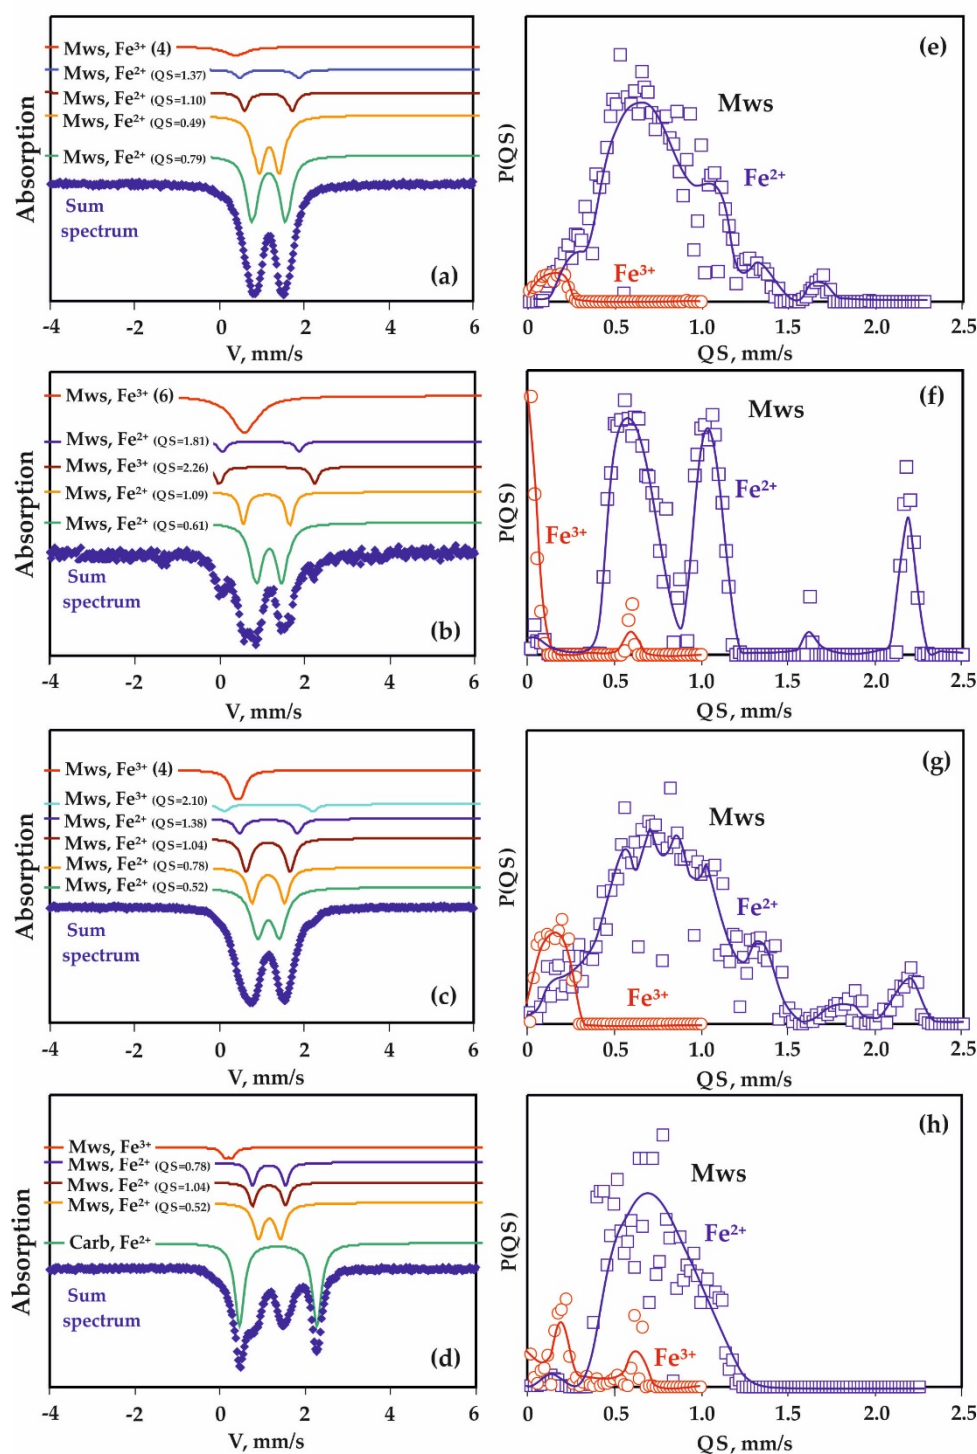 Mws, Fe³⁺ (4)
Mws, Fe²⁺ (QS=1.37)
Mws, Fe²⁺ (QS=1.10)
Mws, Fe²⁺ (QS=0.49)
Mws, Fe²⁺ (QS=0.79)
Sum
spectrum
(a)
Absorption
-4 -2 0 2 4 6
V, mm/s
(e)
Mws
Fe²⁺
Fe³⁺
P(QS)
0 0.5 1.0 1.5 2.0 2.5
QS, mm/s
Mws, Fe³⁺ (6)
Mws, Fe²⁺ (QS=1.81)
Mws, Fe³⁺ (QS=2.26)
Mws, Fe²⁺ (QS=1.09)
Mws, Fe²⁺ (QS=0.61)
Sum
spectrum
(b)
Absorption
-4 -2 0 2 4 6
V, mm/s
(f)
Mws
Fe²⁺
Fe³⁺
P(QS)
0 0.5 1.0 1.5 2.0 2.5
QS, mm/s
Mws, Fe³⁺ (4)
Mws, Fe³⁺ (QS=2.10)
Mws, Fe²⁺ (QS=1.38)
Mws, Fe²⁺ (QS=1.04)
Mws, Fe²⁺ (QS=0.78)
Mws, Fe²⁺ (QS=0.52)
Sum
spectrum
(c)
Absorption
-4 -2 0 2 4 6
V, mm/s
(g)
Mws
Fe²⁺
Fe³⁺
P(QS)
0 0.5 1.0 1.5 2.0 2.5
QS, mm/s
Mws, Fe³⁺
Mws, Fe²⁺ (QS=0.78)
Mws, Fe²⁺ (QS=1.04)
Mws, Fe²⁺ (QS=0.52)
Carb, Fe²⁺
Sum
spectrum
(d)
Absorption
-4 -2 0 2 4 6
V, mm/s
(h)
Mws
Fe²⁺
Fe³⁺
P(QS)
0 0.5 1.0 1.5 2.0 2.5
QS, mm/s